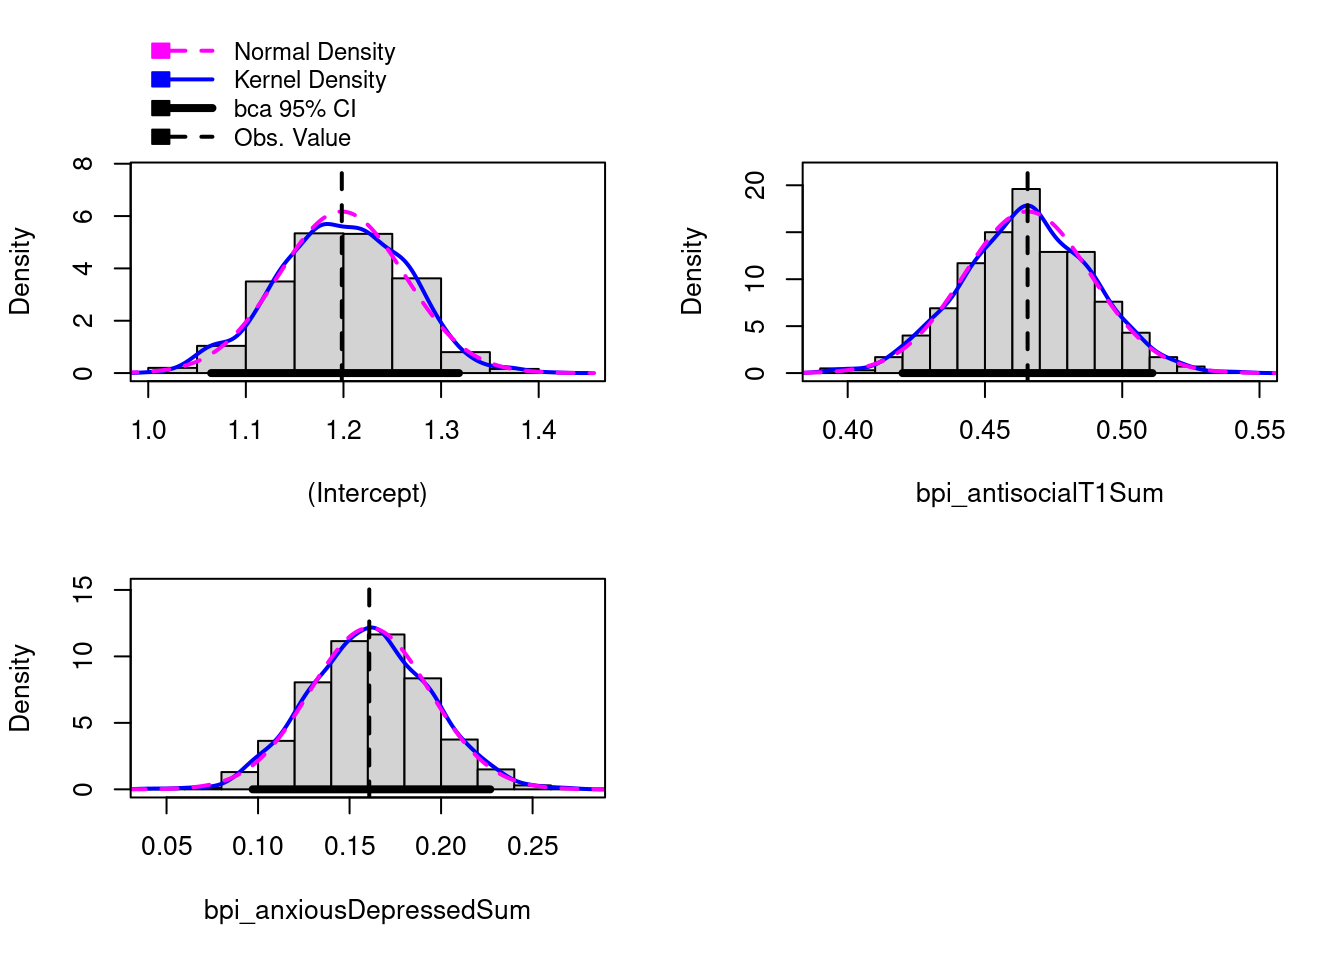 Normal Density
Kernel Density
bca 95% CI
Obs. Value
Density
8
6
4
2
0
1.0 1.1 1.2 1.3 1.4
(Intercept)
Density
20
10
5
0
0.40 0.45 0.50 0.55
bpi_antisocialT1Sum
Density
15
10
5
0
0.05 0.10 0.15 0.20 0.25
bpi_anxiousDepressedSum